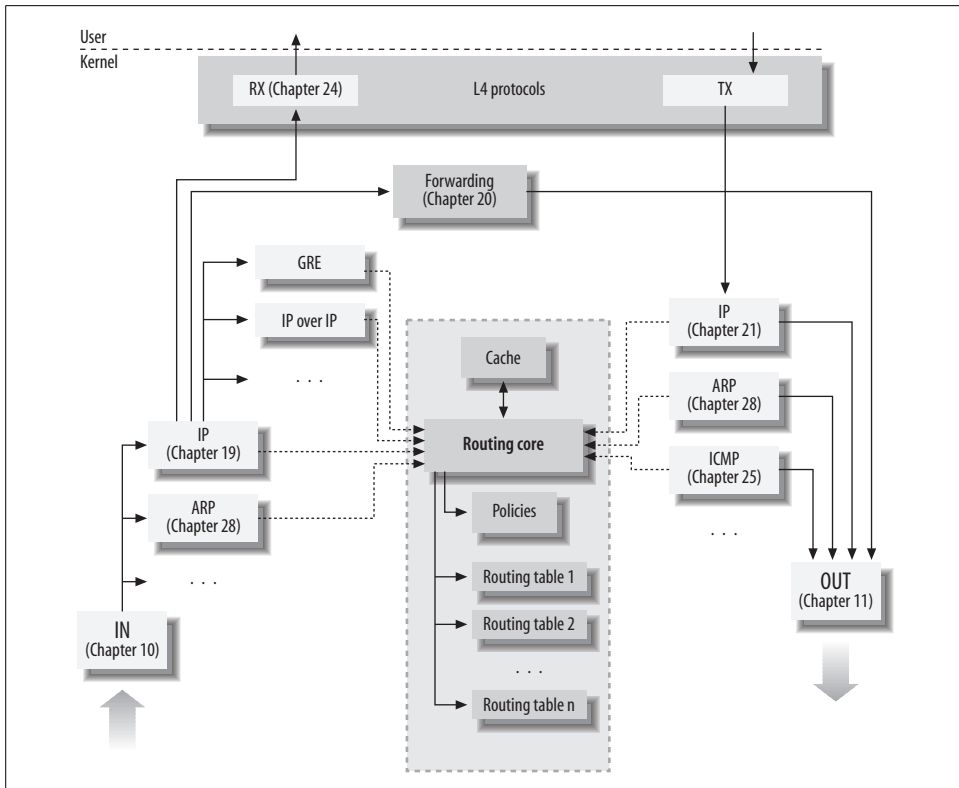 User
Kernel
RX (Chapter 24)
L4 protocols
TX
Forwarding
(Chapter 20)
GRE
IP over IP
. . .
IP
(Chapter 19)
ARP
(Chapter 28)
. . .
IN
(Chapter 10)
Cache
Routing core
Policies
Routing table 1
Routing table 2
. . .
Routing table n
IP
(Chapter 21)
ARP
(Chapter 28)
ICMP
(Chapter 25)
. . .
OUT
(Chapter 11)